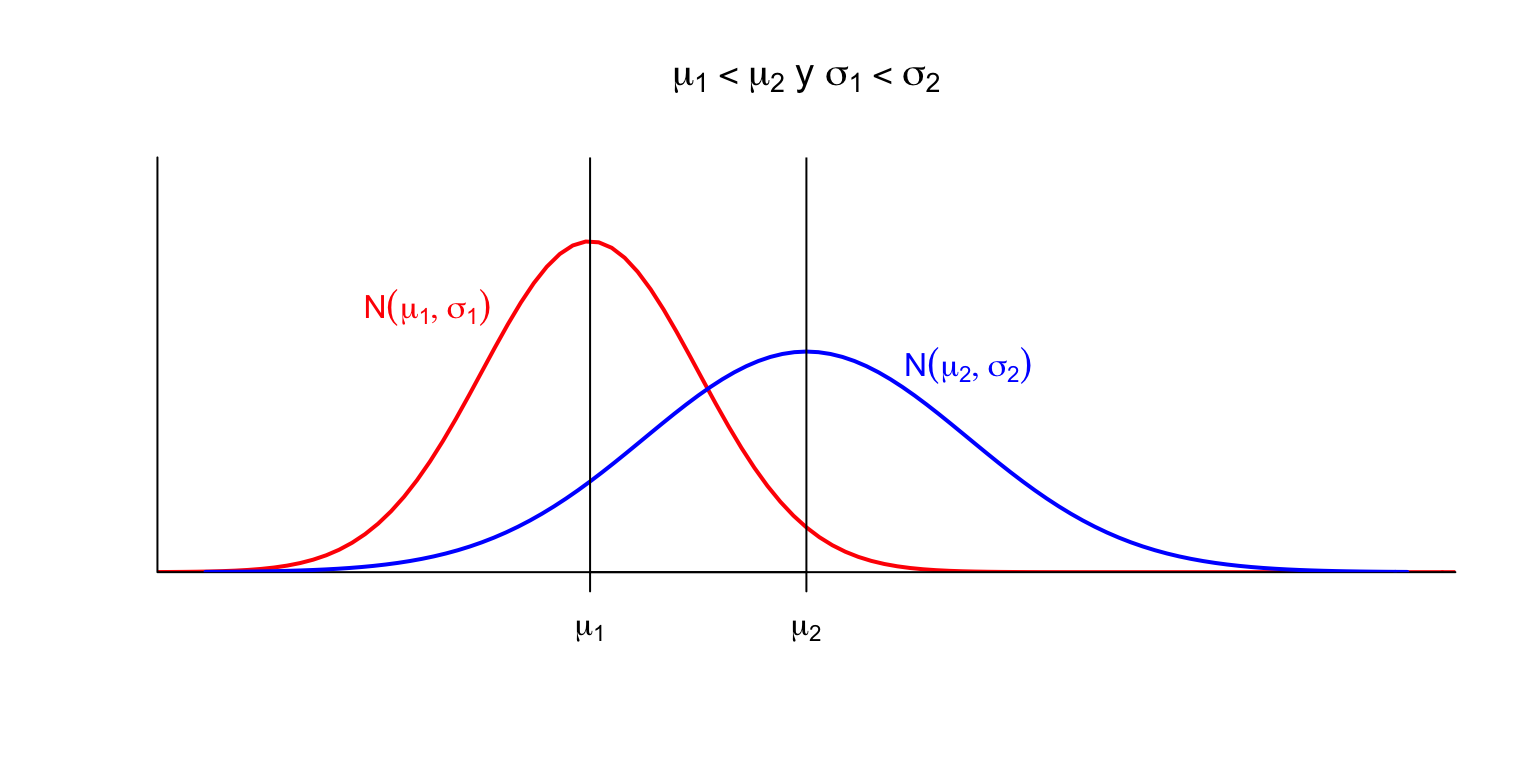 μ₁ < μ₂ y σ₁ < σ₂
N(μ₁, σ₁)
N(μ₂, σ₂)
μ₁
μ₂